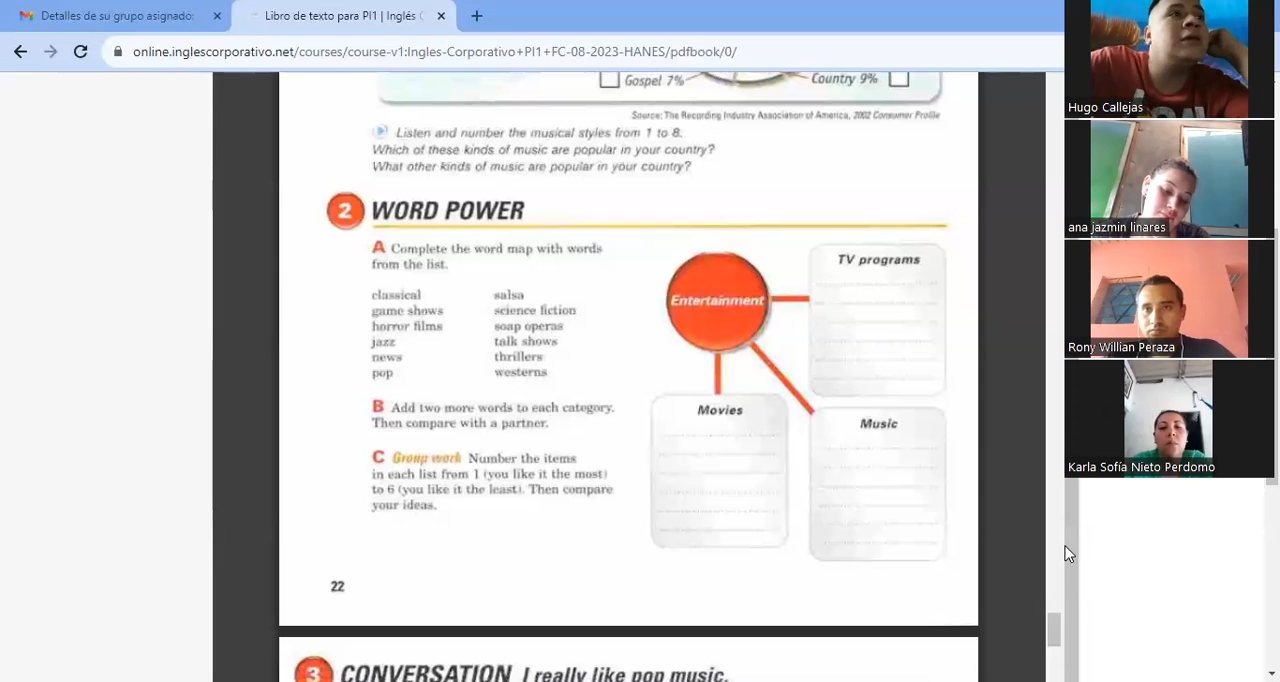 Detalles de su grupo asignado:
Libro de texto para PI1 | Inglés C
online.inglescorporativo.net/courses/course-v1:Ingles-Corporativo+PI1+FC-08-2023-HANES/pdfbook/0/
Gospel 7%
Country 9%
Source: The Recording Industry Association of America, 2002 Consumer Profile
Listen and number the musical styles from 1 to 8.
Which of these kinds of music are popular in your country?
What other kinds of music are popular in your country?
2 WORD POWER
A Complete the word map with words
from the list.
classical salsa
game shows science fiction
horror films soap operas
jazz talk shows
news thrillers
pop westerns
B Add two more words to each category.
Then compare with a partner.
C Group work Number the items
in each list from 1 (you like it the most)
to 6 (you like it the least). Then compare
your ideas.
Entertainment
TV programs
Movies
Music
22
3 CONVERSATION I really like pop music.
Hugo Callejas
ana jazmin linares
Rony Willian Peraza
Karla Sofía Nieto Perdomo